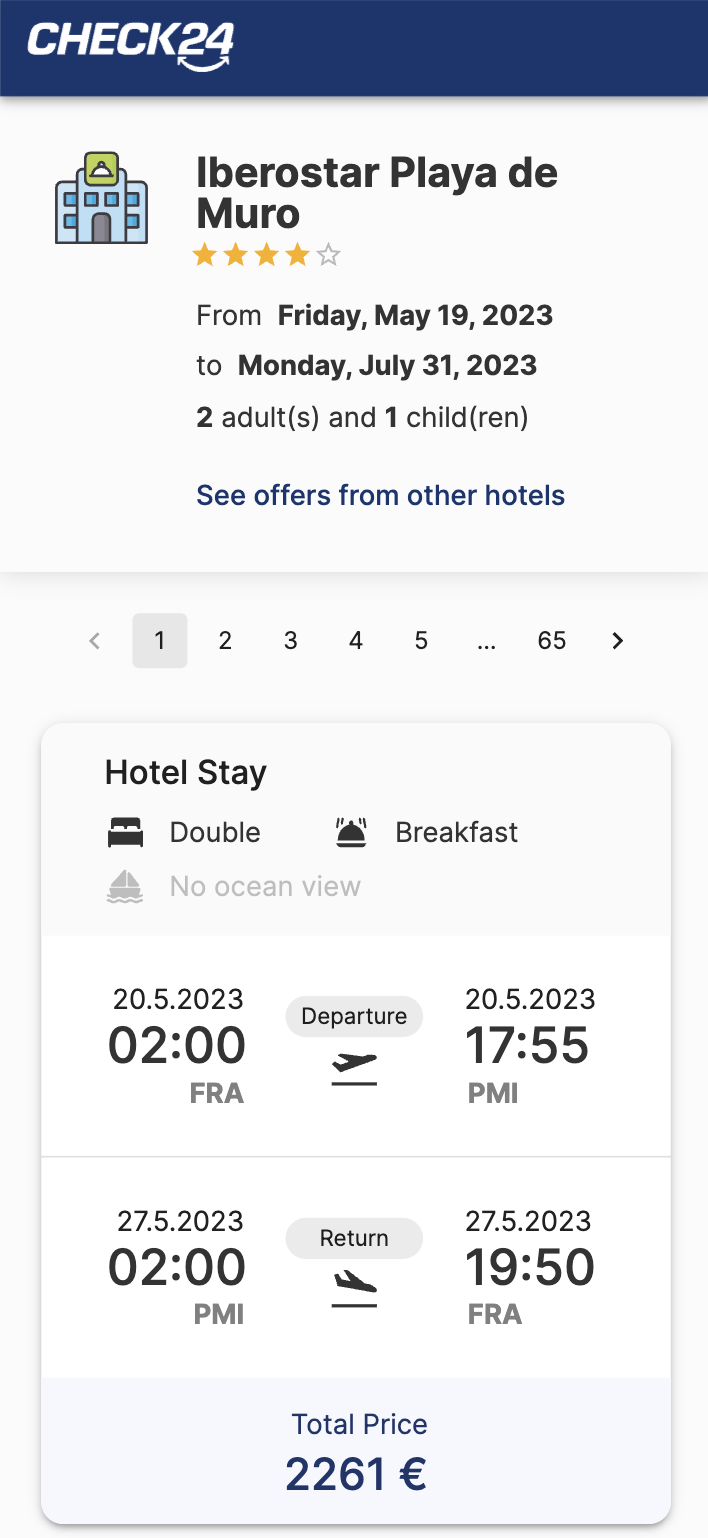 CHECK24
Iberostar Playa de
Muro
From Friday, May 19, 2023
to Monday, July 31, 2023
2 adult(s) and 1 child(ren)
See offers from other hotels
< 1 2 3 4 5 ... 65 >
Hotel Stay
Double Breakfast
No ocean view
20.5.2023 Departure 20.5.2023
02:00 17:55
FRA PMI
27.5.2023 Return 27.5.2023
02:00 19:50
PMI FRA
Total Price
2261 €